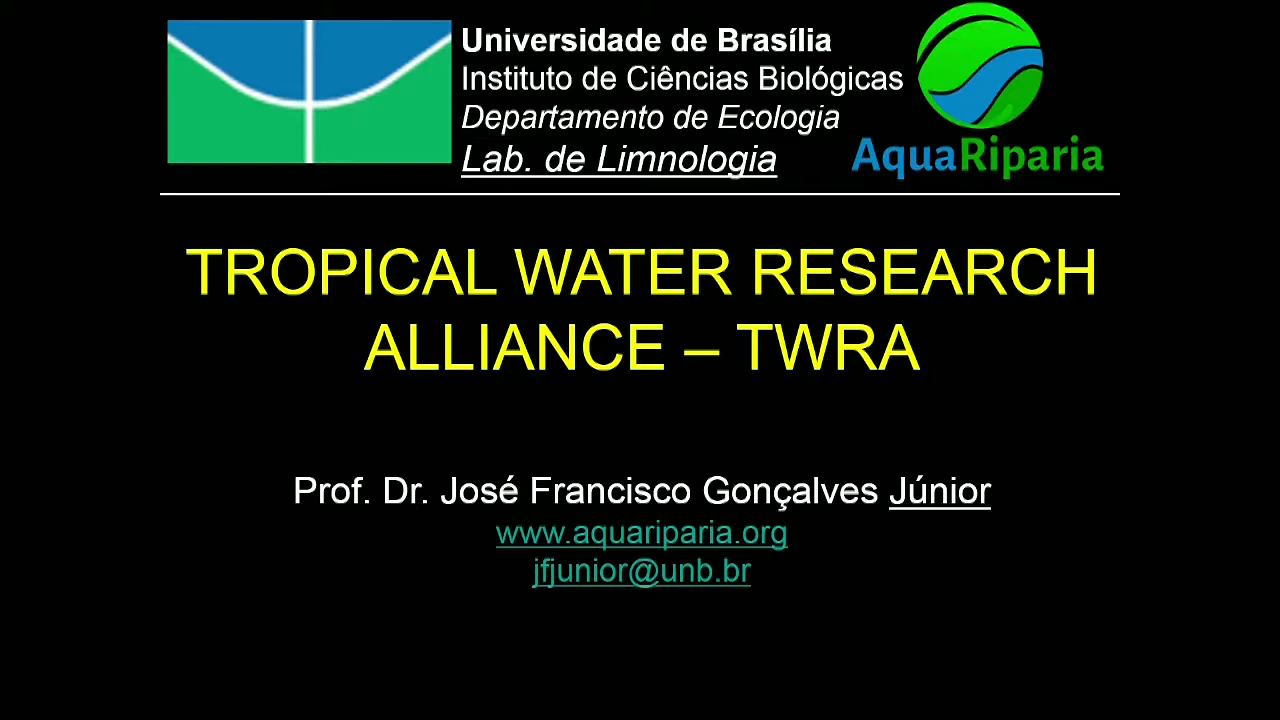 Universidade de Brasília
Instituto de Ciências Biológicas
Departamento de Ecologia
Lab. de Limnologia
AquaRiparia
TROPICAL WATER RESEARCH
ALLIANCE – TWRA
Prof. Dr. José Francisco Gonçalves Júnior
www.aquariparia.org
jfjunior@unb.br